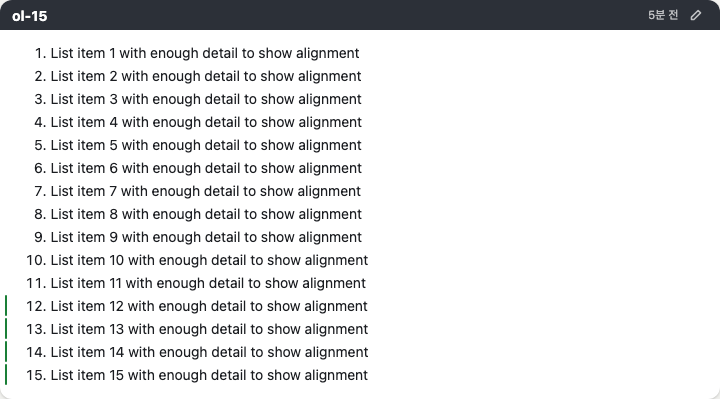 ol-15
5분 전
1. List item 1 with enough detail to show alignment
2. List item 2 with enough detail to show alignment
3. List item 3 with enough detail to show alignment
4. List item 4 with enough detail to show alignment
5. List item 5 with enough detail to show alignment
6. List item 6 with enough detail to show alignment
7. List item 7 with enough detail to show alignment
8. List item 8 with enough detail to show alignment
9. List item 9 with enough detail to show alignment
10. List item 10 with enough detail to show alignment
11. List item 11 with enough detail to show alignment
12. List item 12 with enough detail to show alignment
13. List item 13 with enough detail to show alignment
14. List item 14 with enough detail to show alignment
15. List item 15 with enough detail to show alignment